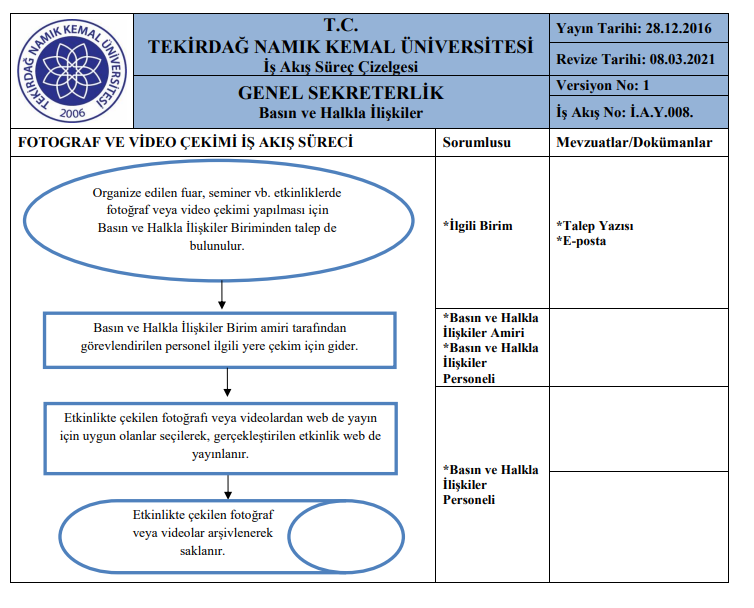 TEKİRDAĞ NAMIK KEMAL ÜNİVERSİTESİ
2006
T.C.
TEKİRDAĞ NAMIK KEMAL ÜNİVERSİTESİ
İş Akış Süreç Çizelgesi
GENEL SEKRETERLİK
Basın ve Halkla İlişkiler
Yayın Tarihi: 28.12.2016
Revize Tarihi: 08.03.2021
Versiyon No: 1
İş Akış No: İ.A.Y.008.
FOTOGRAF VE VİDEO ÇEKİMİ İŞ AKIŞ SÜRECİ
Sorumlusu
Mevzuatlar/Dokümanlar
Organize edilen fuar, seminer vb. etkinliklerde
fotoğraf veya video çekimi yapılması için
Basın ve Halkla İlişkiler Biriminden talep de
bulunulur.
*İlgili Birim
*Talep Yazısı
*E-posta
Basın ve Halkla İlişkiler Birim amiri tarafından
görevlendirilen personel ilgili yere çekim için gider.
*Basın ve Halkla
İlişkiler Amiri
*Basın ve Halkla
İlişkiler
Personeli
Etkinlikte çekilen fotoğrafı veya videolardan web de yayın
için uygun olanlar seçilerek, gerçekleştirilen etkinlik web de
yayınlanır.
*Basın ve Halkla
İlişkiler
Personeli
Etkinlikte çekilen fotoğraf
veya videolar arşivlenerek
saklanır.